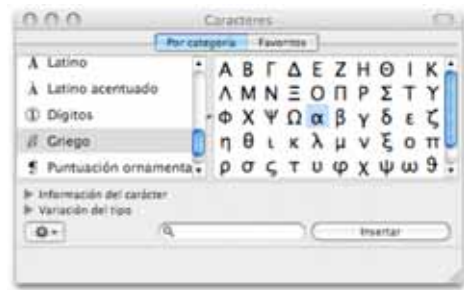 Caracteres
Por categoría Favoritos
Latino
Latino acentuado
Dígitos
Griego
Puntuación ornamenta
Α Β Γ Δ Ε Ζ Η Θ Ι Κ
Λ Μ Ν Ξ Ο Π Ρ Σ Τ Υ
Φ Χ Ψ Ω α β γ δ ε ζ
η θ ι κ λ μ ν ξ ο π
ρ σ ς τ υ φ χ ψ ω ϑ
Información del carácter
Variación del tipo
Insertar